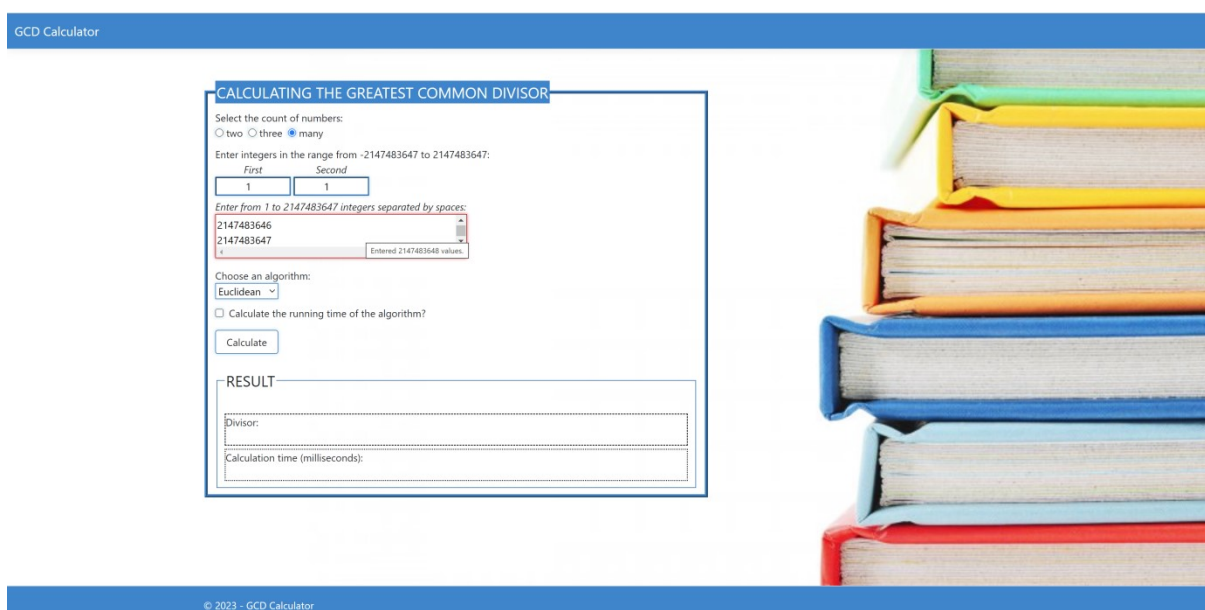 GCD Calculator
CALCULATING THE GREATEST COMMON DIVISOR
Select the count of numbers:
two three many
Enter integers in the range from -2147483647 to 2147483647:
First Second
1 1
Enter from 1 to 2147483647 integers separated by spaces:
2147483646
2147483647
Entered 2147483648 values.
Choose an algorithm:
Euclidean
Calculate the running time of the algorithm?
Calculate
RESULT
Divisor:
Calculation time (milliseconds):
© 2023 - GCD Calculator